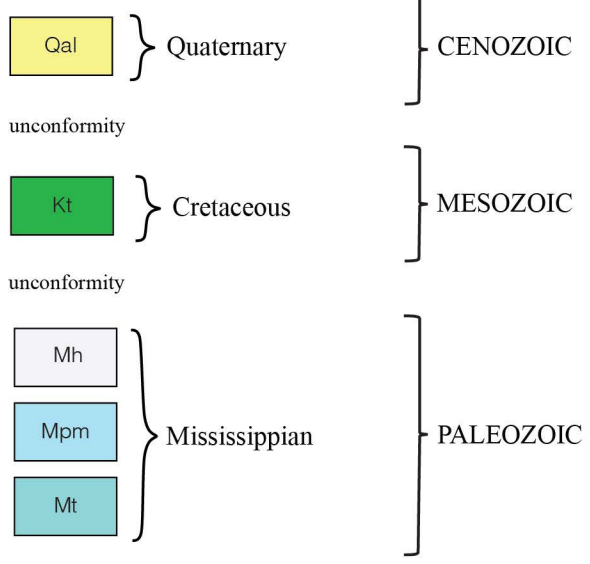 Qal Quaternary CENOZOIC
unconformity
Kt Cretaceous MESOZOIC
unconformity
Mh
Mpm Mississippian PALEOZOIC
Mt